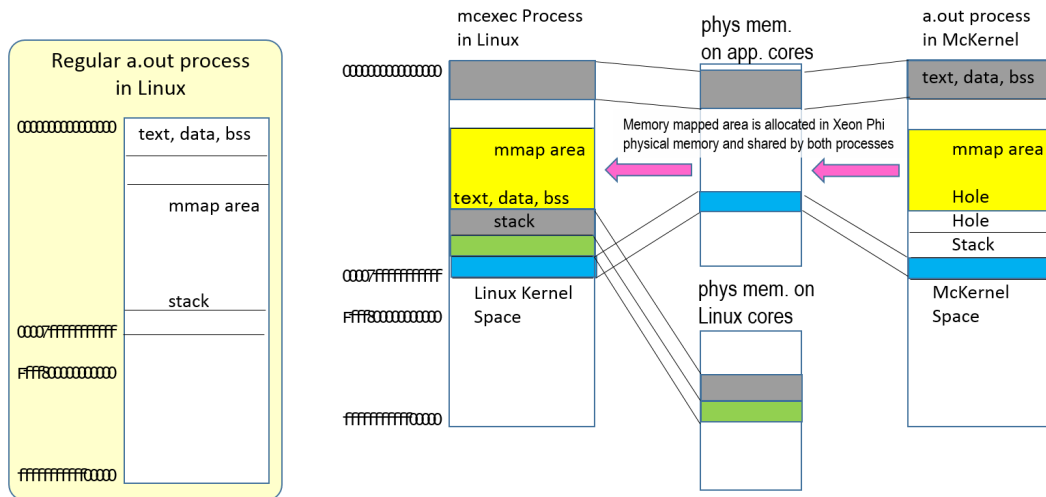 Regular a.out process
in Linux
0000000000000000
text, data, bss
mmap area
stack
00007fffffffffff
Ffff800000000000
fffffffffff00000
mcexec Process
in Linux
0000000000000000
mmap area
text, data, bss
stack
00007fffffffffff
Linux Kernel
Space
Ffff800000000000
fffffffffff00000
phys mem.
on app. cores
Memory mapped area is allocated in Xeon Phi
physical memory and shared by both processes
phys mem. on
Linux cores
a.out process
in McKernel
text, data, bss
mmap area
Hole
Hole
Stack
McKernel
Space